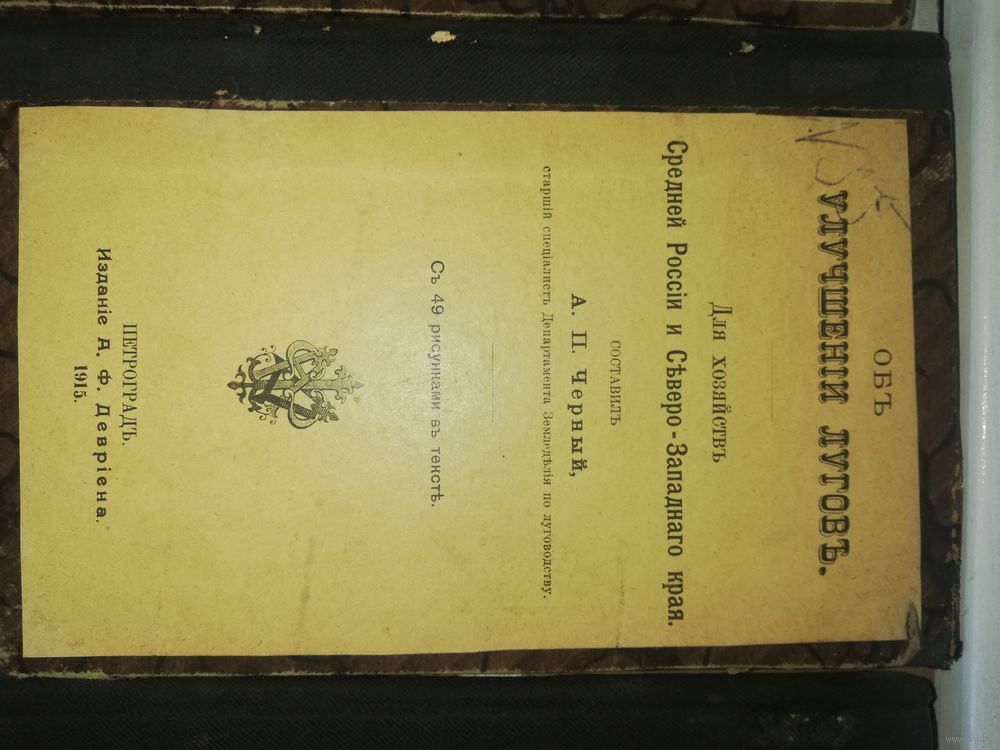 ОБЪ
УЛУЧШЕНІИ ЛУГОВЪ.
Для хозяйствъ
Средней Россіи и Сѣверо-Западнаго края.
СОСТАВИЛЪ
А. П. Черный,
старшій спеціалистъ Департамента Земледѣлія по луговодству.
Съ 49 рисунками въ текстѣ.
ПЕТРОГРАДЪ.
Изданіе А. Ф. Девріена.
1915.